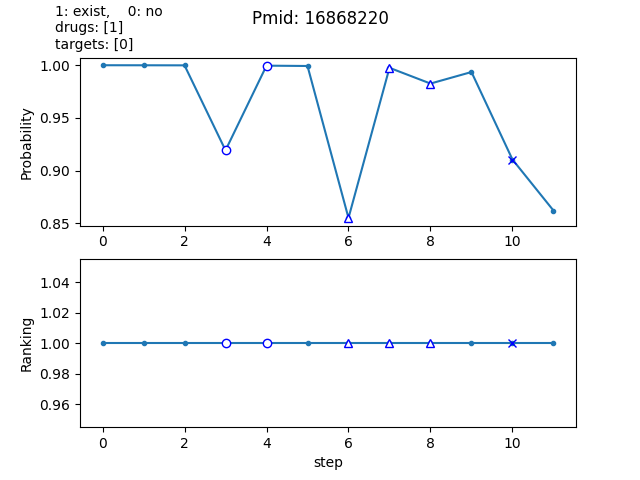 1: exist,    0: no
Pmid: 16868220
drugs: [1]
targets: [0]
1.00
0.95
0.90
0.85
Probability
0 2 4 6 8 10
1.04
1.02
1.00
0.98
0.96
Ranking
0 2 4 6 8 10
step